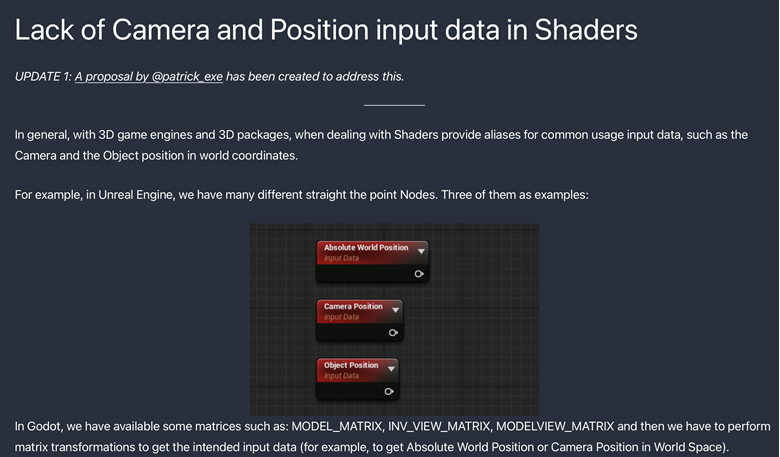 Lack of Camera and Position input data in Shaders
UPDATE 1: A proposal by @patrick_exe has been created to address this.
In general, with 3D game engines and 3D packages, when dealing with Shaders provide aliases for common usage input data, such as the
Camera and the Object position in world coordinates.
For example, in Unreal Engine, we have many different straight the point Nodes. Three of them as examples:
Absolute World Position
Input Data
Camera Position
Input Data
Object Position
Input Data
In Godot, we have available some matrices such as: MODEL_MATRIX, INV_VIEW_MATRIX, MODELVIEW_MATRIX and then we have to perform
matrix transformations to get the intended input data (for example, to get Absolute World Position or Camera Position in World Space).